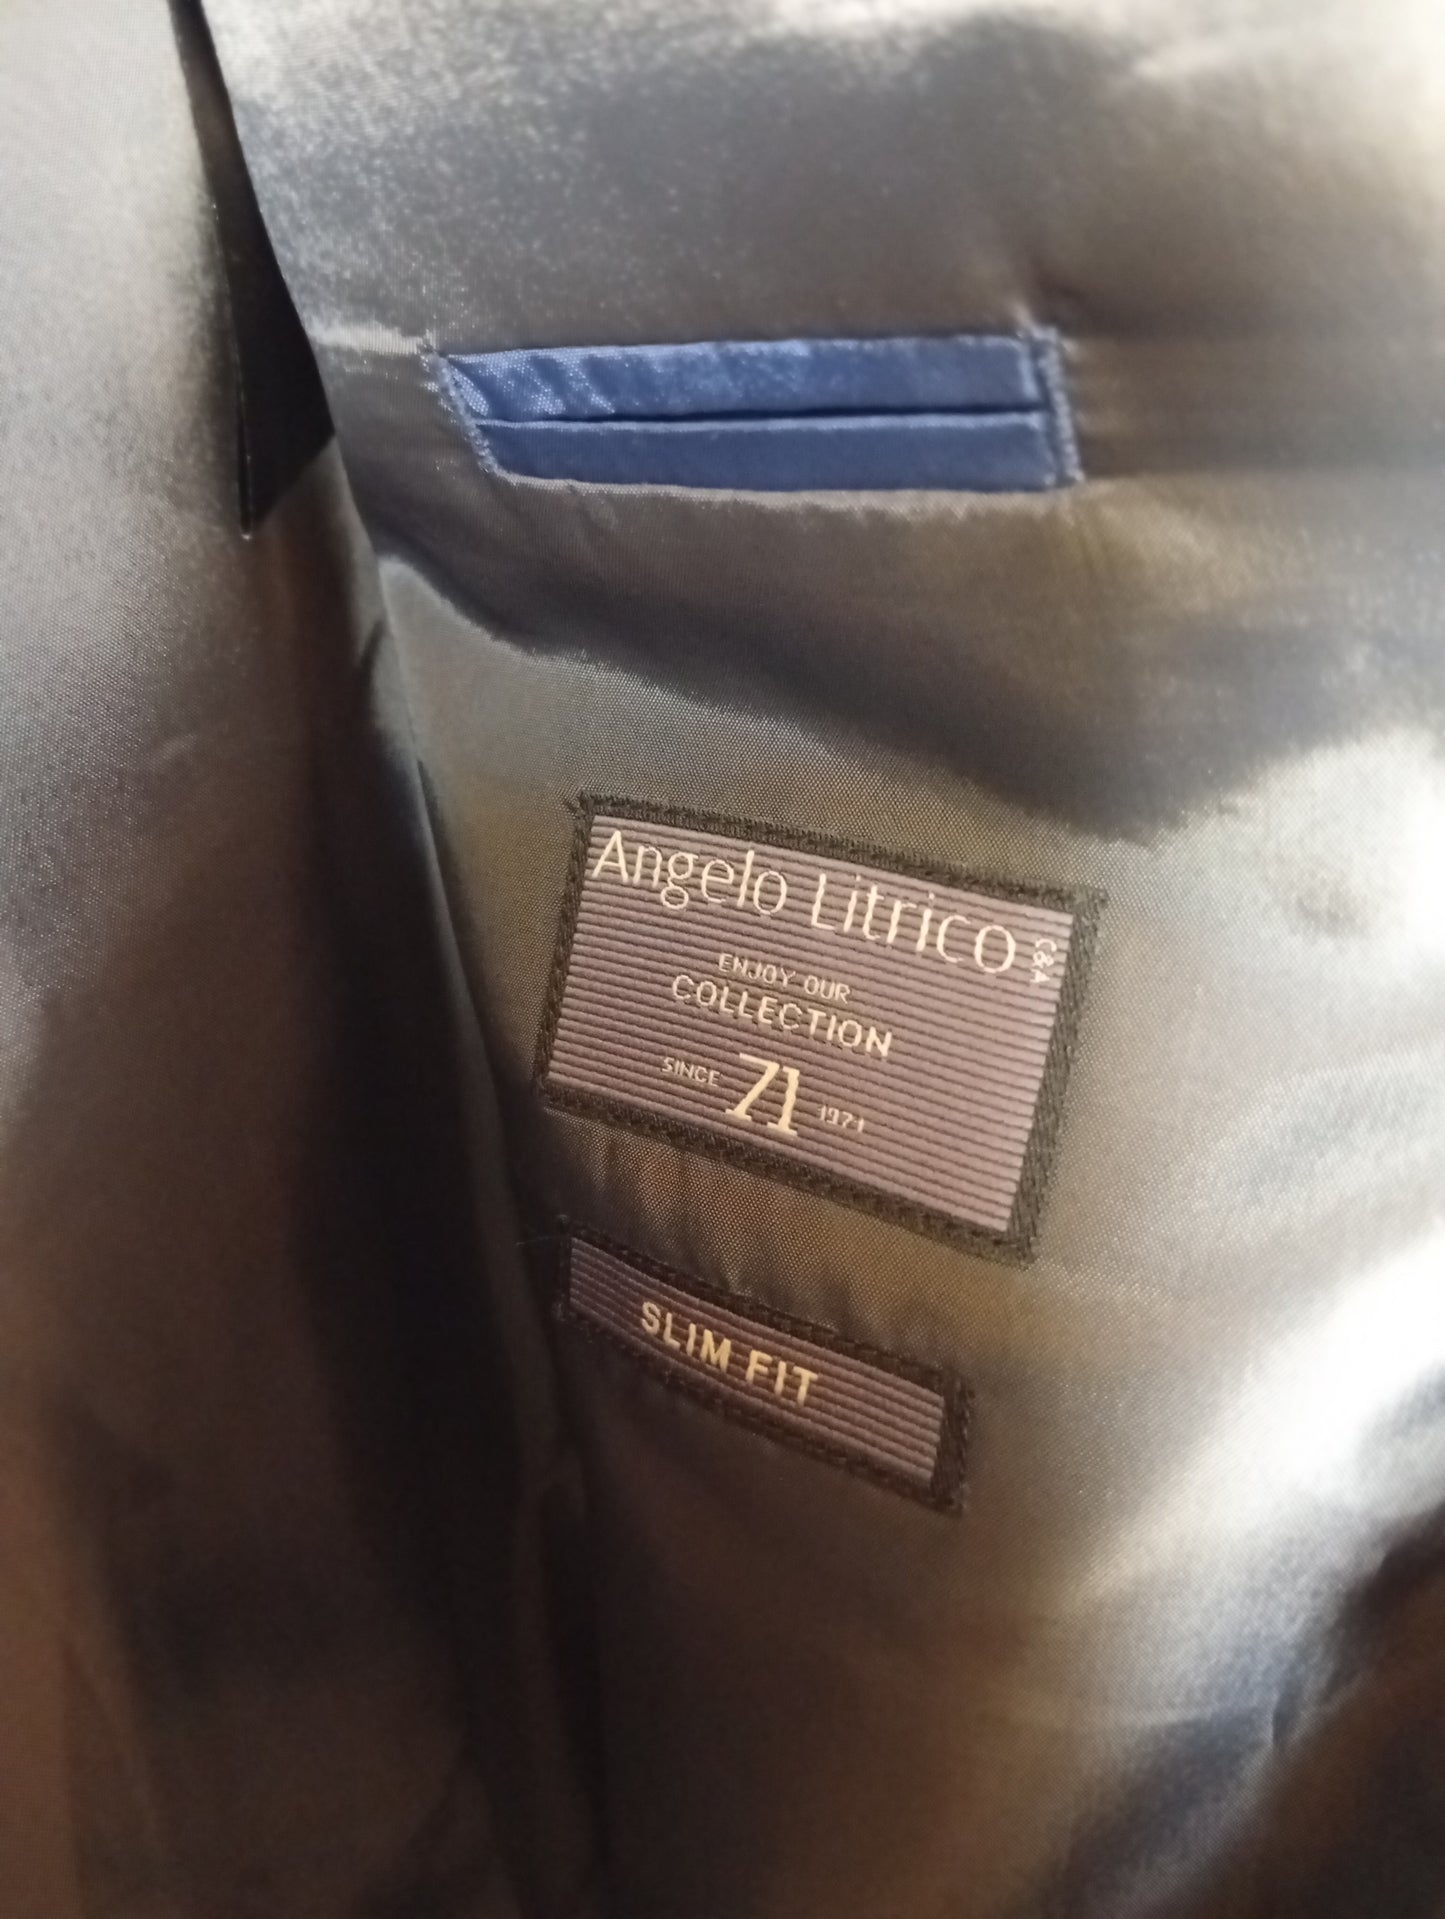 Angelo Litrico C&A
ENJOY OUR
COLLECTION
SINCE 71 1971
SLIM FIT